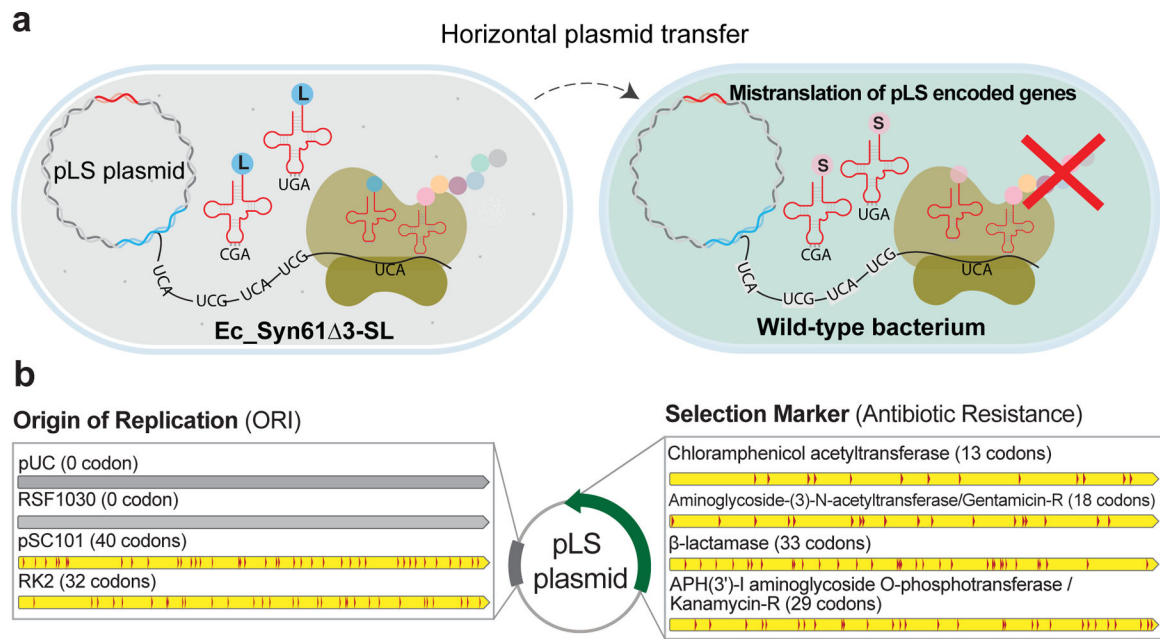 a
Horizontal plasmid transfer
pLS plasmid
L
L
UGA
CGA
UCA
UCG
UCA
UCG
UCA
Ec_Syn61Δ3-SL
Mistranslation of pLS encoded genes
S
S
UGA
CGA
UCA
UCG
UCA
UCG
UCA
Wild-type bacterium
b
Origin of Replication (ORI)
pUC (0 codon)
RSF1030 (0 codon)
pSC101 (40 codons)
RK2 (32 codons)
pLS
plasmid
Selection Marker (Antibiotic Resistance)
Chloramphenicol acetyltransferase (13 codons)
Aminoglycoside-(3)-N-acetyltransferase/Gentamicin-R (18 codons)
β-lactamase (33 codons)
APH(3')-I aminoglycoside O-phosphotransferase /
Kanamycin-R (29 codons)